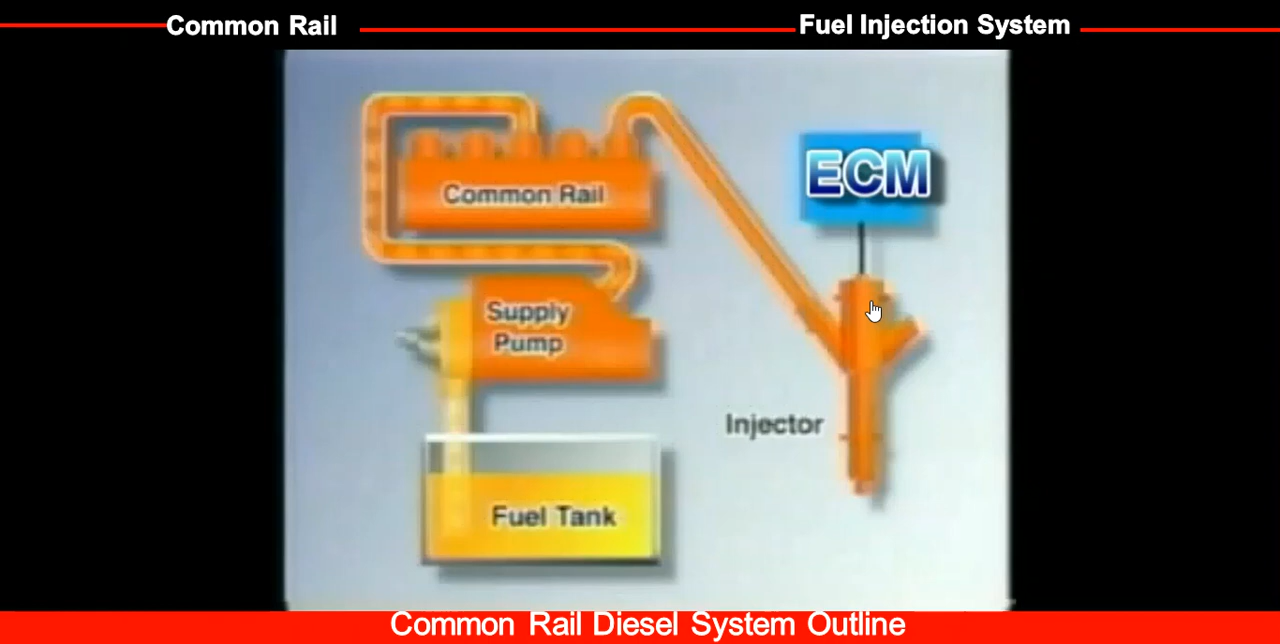 Common Rail
Fuel Injection System
ECM
Common Rail
Supply
Pump
Injector
Fuel Tank
Common Rail Diesel System Outline